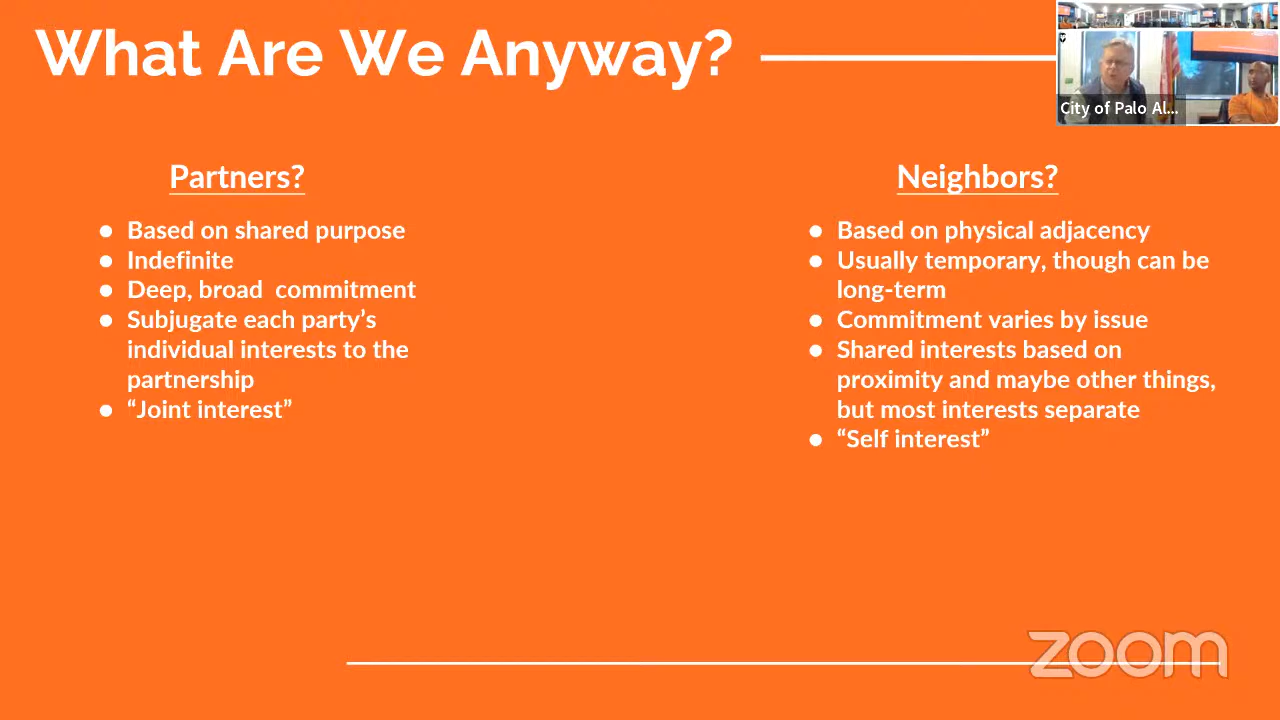 What Are We Anyway?
City of Palo Al...
Partners?
● Based on shared purpose
● Indefinite
● Deep, broad commitment
● Subjugate each party’s
individual interests to the
partnership
● “Joint interest”
Neighbors?
● Based on physical adjacency
● Usually temporary, though can be
long-term
● Commitment varies by issue
● Shared interests based on
proximity and maybe other things,
but most interests separate
● “Self interest”
zoom